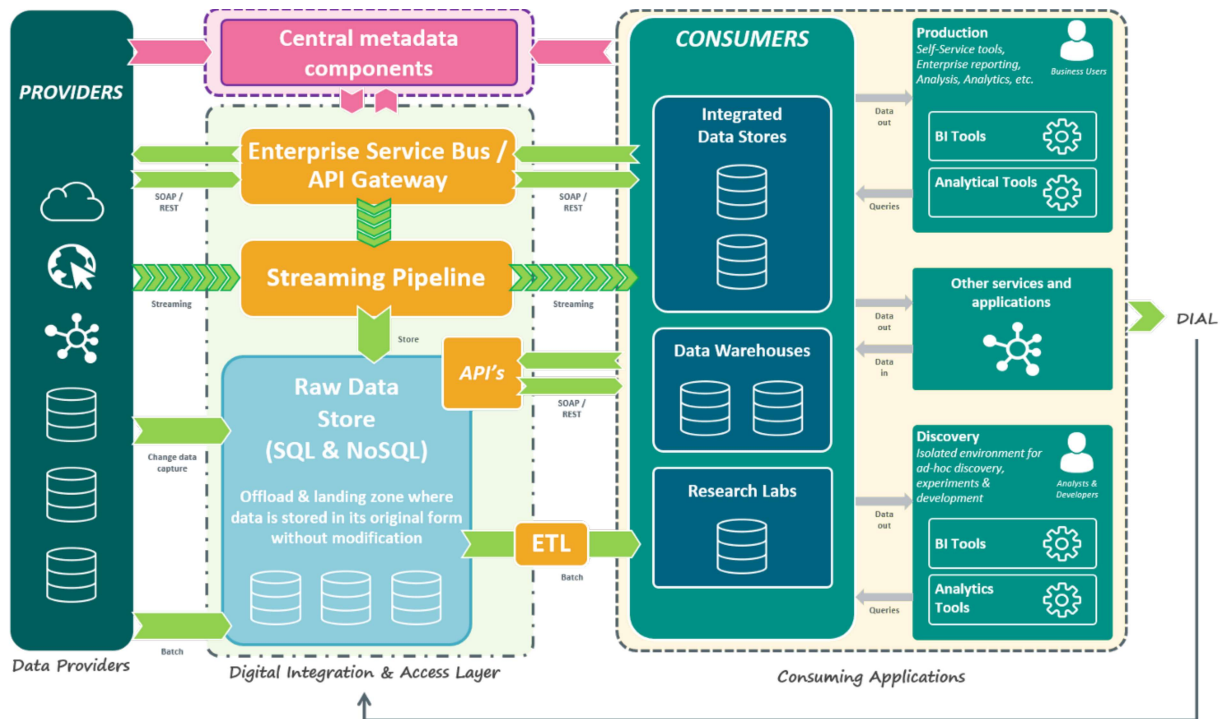 PROVIDERS
Data Providers
Central metadata
components
Enterprise Service Bus /
API Gateway
SOAP /
REST
SOAP /
REST
Streaming Pipeline
Streaming
Streaming
Store
API's
SOAP /
REST
Raw Data
Store
(SQL & NoSQL)
Offload & landing zone where
data is stored in its original form
without modification
Change data
capture
Batch
ETL
Batch
Digital Integration & Access Layer
CONSUMERS
Integrated
Data Stores
Data Warehouses
Research Labs
Data
out
Queries
Data
out
Data
in
Data
out
Queries
Production
Self-Service tools,
Enterprise reporting,
Analysis, Analytics, etc.
Business Users
BI Tools
Analytical Tools
Other services and
applications
Discovery
Isolated environment for
ad-hoc discovery,
experiments &
development
Analysts &
Developers
BI Tools
Analytics
Tools
Consuming Applications
DIAL